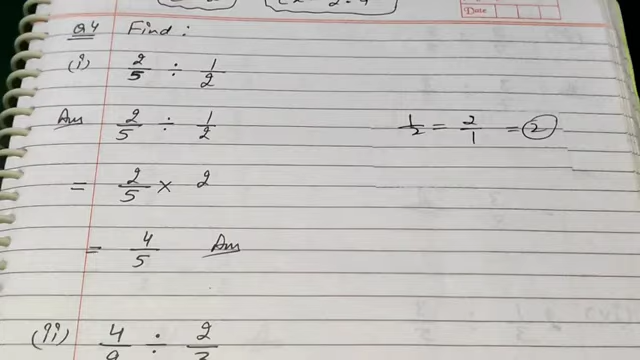 Date
Q4 Find :
(i) 2/5 ÷ 1/2
Ans 2/5 ÷ 1/2 1/2 = 2/1 = 2
= 2/5 × 2
= 4/5 Ans
(ii) 4/9 ÷ 2/3